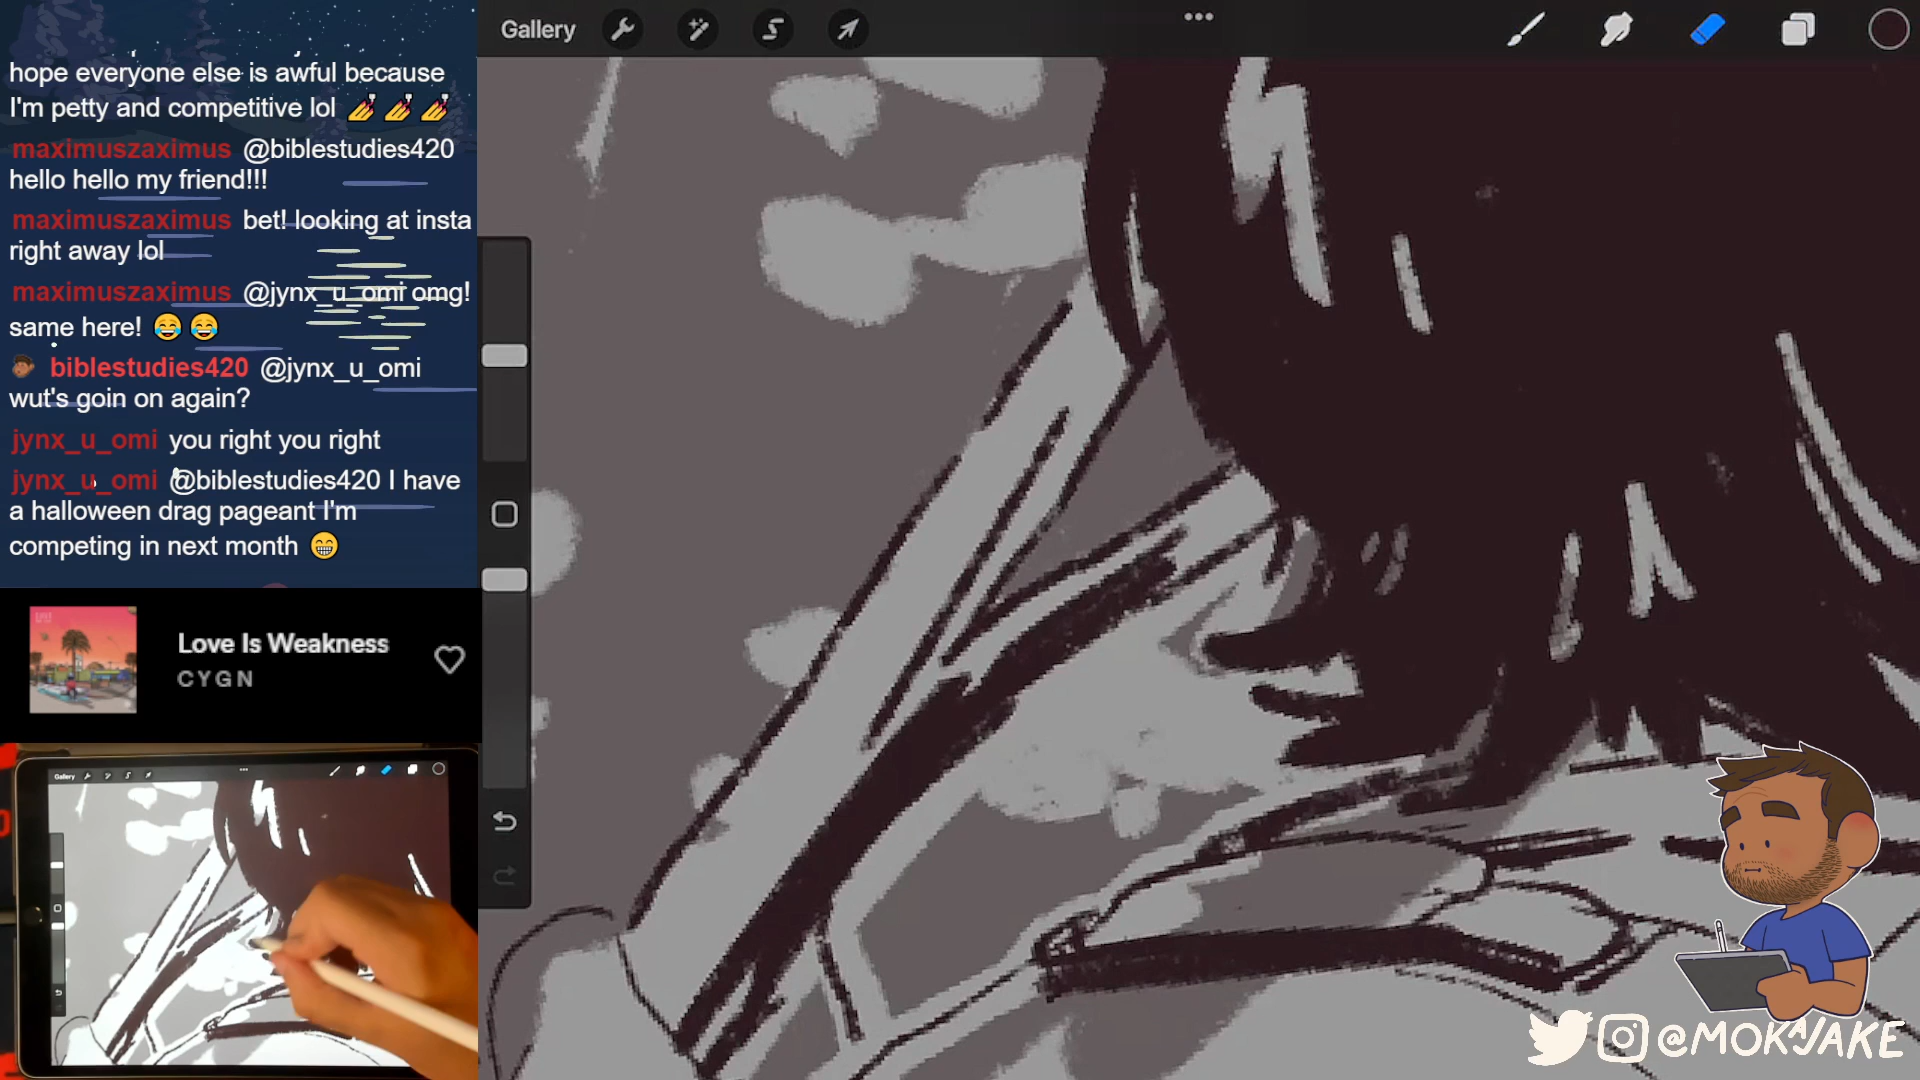 hope everyone else is awful because
I'm petty and competitive lol
maximuszaximus @biblestudies420
hello hello my friend!!!
maximuszaximus bet! looking at insta
right away lol
maximuszaximus @jynx_u_omi omg!
same here!
biblestudies420 @jynx_u_omi
wut's goin on again?
jynx_u_omi you right you right
jynx_u_omi @biblestudies420 I have
a halloween drag pageant I'm
competing in next month
Love Is Weakness
CYGN
Gallery
Gallery
@MOKAJAKE